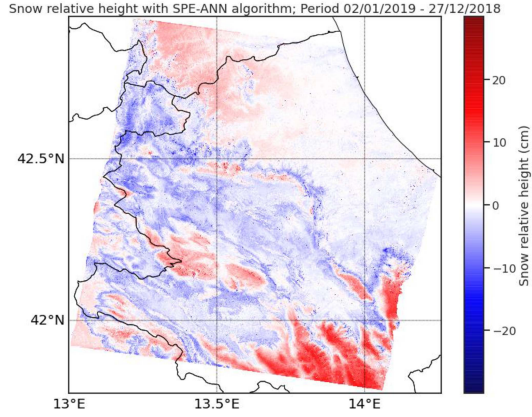 Snow relative height with SPE-ANN algorithm; Period 02/01/2019 - 27/12/2018
42.5°N
42°N
13°E
13.5°E
14°E
20
10
0
−10
−20
Snow relative height (cm)